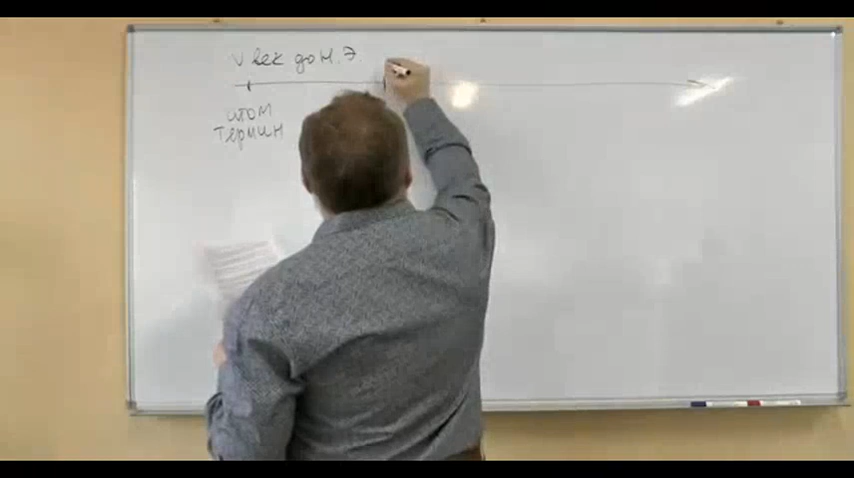 V век до н.э
атом
термин